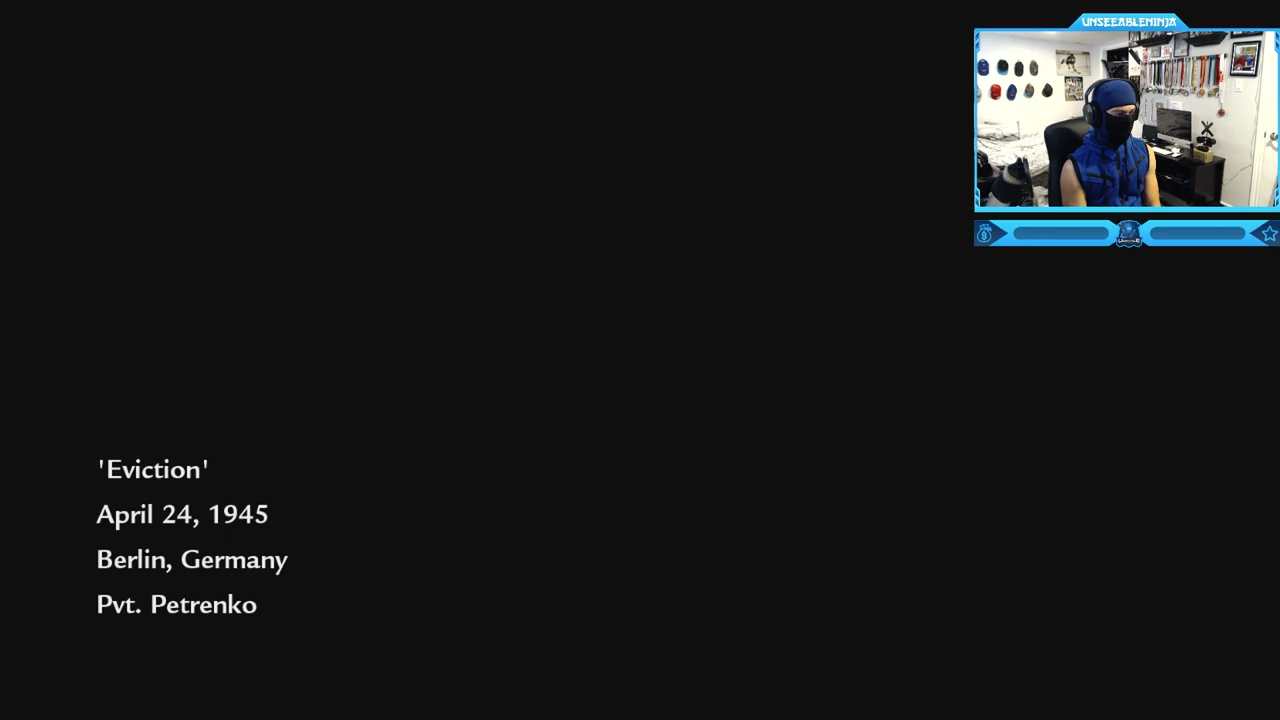 UNSEEABLENINJA
'Eviction'
April 24, 1945
Berlin, Germany
Pvt. Petrenko